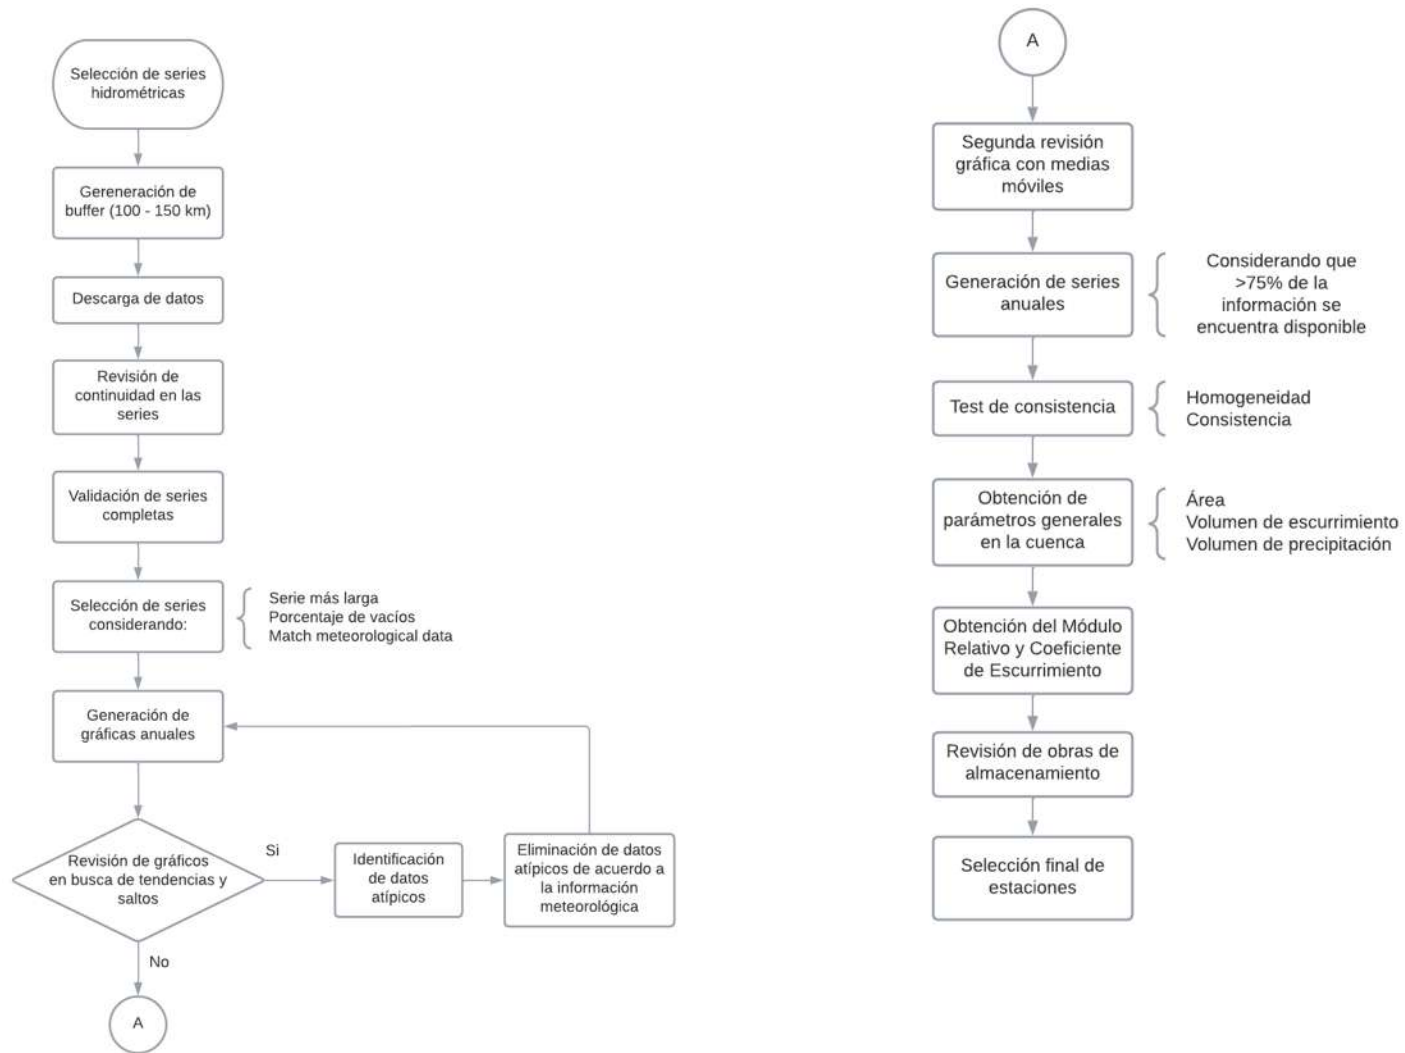 Selección de series
hidrométricas
Gereneración de
buffer (100 - 150 km)
Descarga de datos
Revisión de
continuidad en las
series
Validación de series
completas
Selección de series
considerando:
Serie más larga
Porcentaje de vacíos
Match meteorological data
Generación de
gráficas anuales
Revisión de gráficos
en busca de tendencias y
saltos
Si
Identificación
de datos
atípicos
Eliminación de datos
atípicos de acuerdo a
la información
meteorológica
No
A
A
Segunda revisión
gráfica con medias
móviles
Generación de series
anuales
Considerando que
>75% de la
información se
encuentra disponible
Test de consistencia
Homogeneidad
Consistencia
Obtención de
parámetros generales
en la cuenca
Área
Volumen de escurrimiento
Volumen de precipitación
Obtención del Módulo
Relativo y Coeficiente
de Escurrimiento
Revisión de obras de
almacenamiento
Selección final de
estaciones